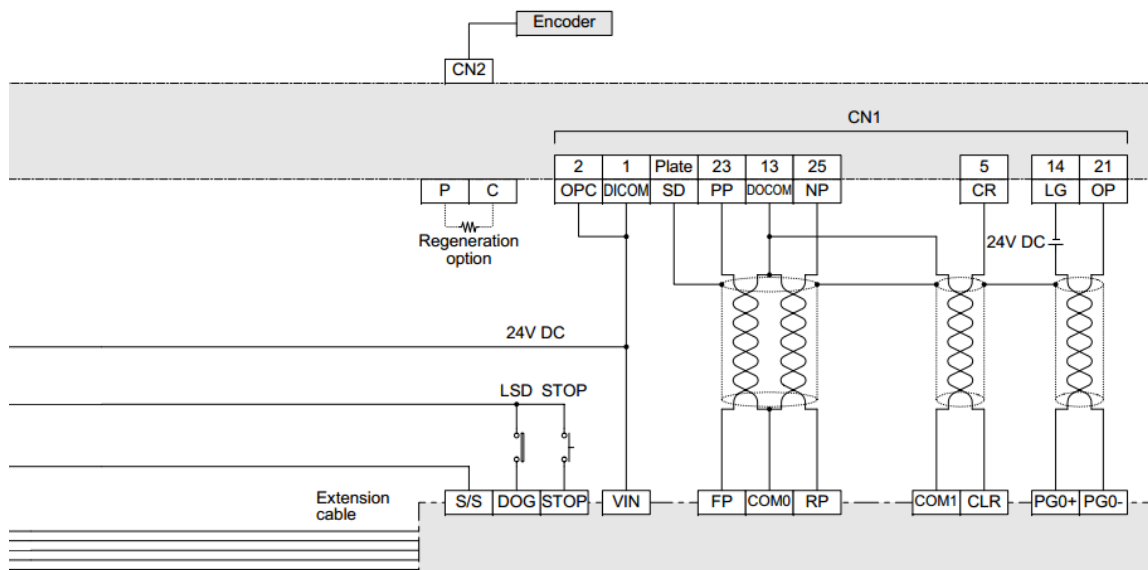 Encoder
CN2
CN1
2 1 Plate 23 13 25 5 14 21
P C OPC DICOM SD PP DOCOM NP CR LG OP
Regeneration
option
24V DC
24V DC
LSD STOP
Extension
cable
S/S DOG STOP VIN FP COM0 RP COM1 CLR PG0+ PG0-